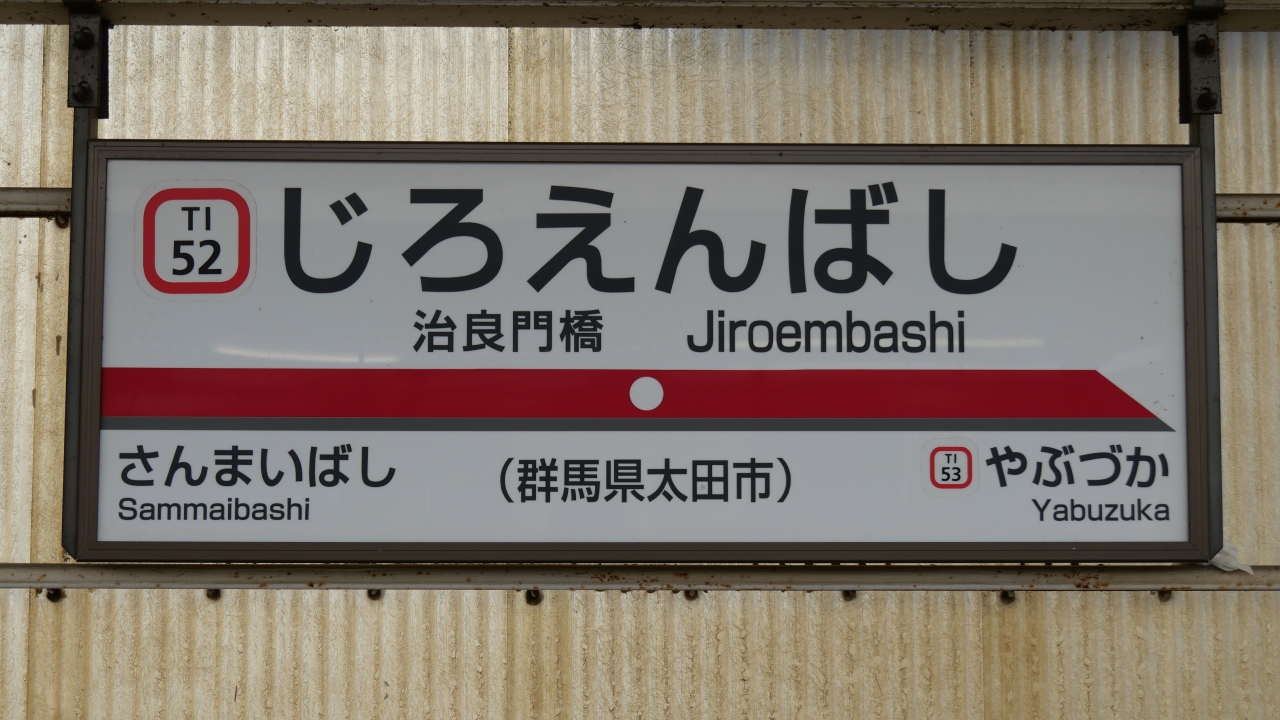 TI
52
じろえんばし
治良門橋 Jiroembashi
さんまいばし
Sammaibashi
（群馬県太田市）
TI
53
やぶづか
Yabuzuka